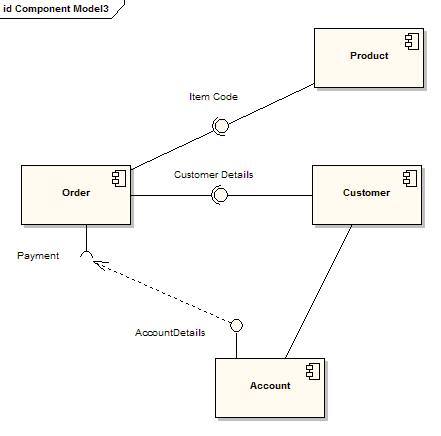 id Component Model3
Product
Item Code
Customer Details
Order
Customer
Payment
AccountDetails
Account